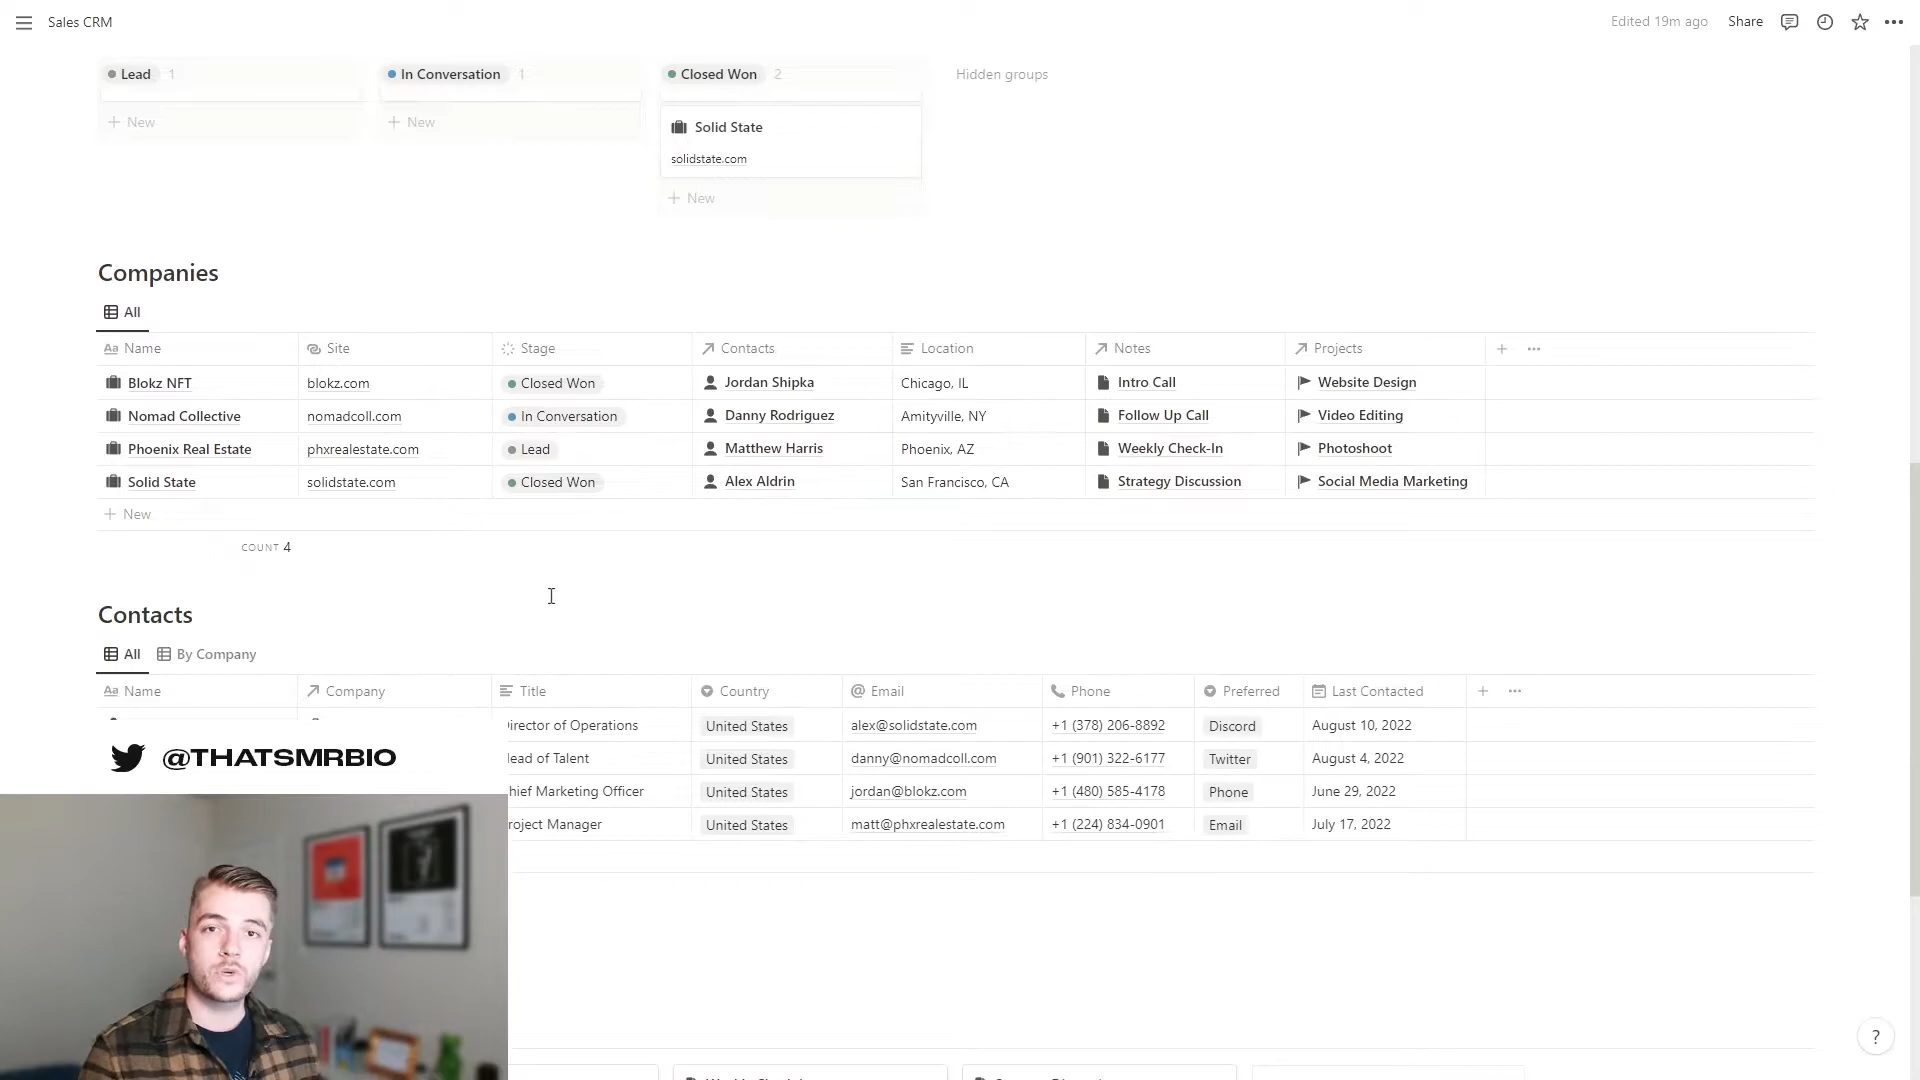 Sales CRM
Edited 19m ago Share
Lead 1 In Conversation 1 Closed Won 2 Hidden groups
+ New + New
Solid State
solidstate.com
+ New
Companies
All
Aa Name Site Stage Contacts Location Notes Projects
Blokz NFT blokz.com Closed Won Jordan Shipka Chicago, IL Intro Call Website Design
Nomad Collective nomadcoll.com In Conversation Danny Rodriguez Amityville, NY Follow Up Call Video Editing
Phoenix Real Estate phxrealestate.com Lead Matthew Harris Phoenix, AZ Weekly Check-In Photoshoot
Solid State solidstate.com Closed Won Alex Aldrin San Francisco, CA Strategy Discussion Social Media Marketing
+ New
COUNT 4
Contacts
All By Company
Aa Name Company Title Country Email Phone Preferred Last Contacted
Director of Operations United States alex@solidstate.com +1 (378) 206-8892 Discord August 10, 2022
Head of Talent United States danny@nomadcoll.com +1 (901) 322-6177 Twitter August 4, 2022
Chief Marketing Officer United States jordan@blokz.com +1 (480) 585-4178 Phone June 29, 2022
Project Manager United States matt@phxrealestate.com +1 (224) 834-0901 Email July 17, 2022
@THATSMRBIO
?